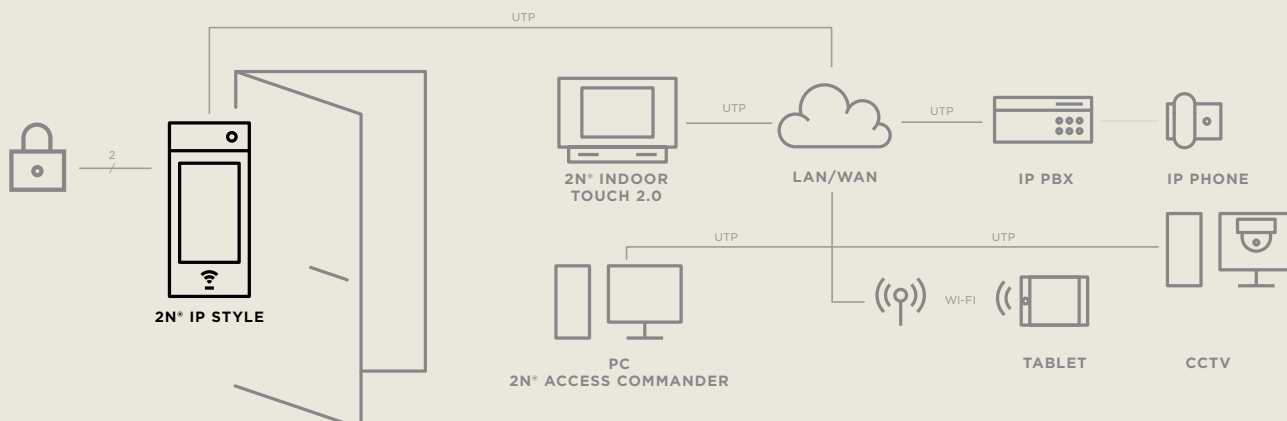 UTP
2
UTP
UTP
2N® INDOOR
TOUCH 2.0
LAN/WAN
IP PBX
IP PHONE
UTP
UTP
WI-FI
2N® IP STYLE
PC
2N® ACCESS COMMANDER
TABLET
CCTV